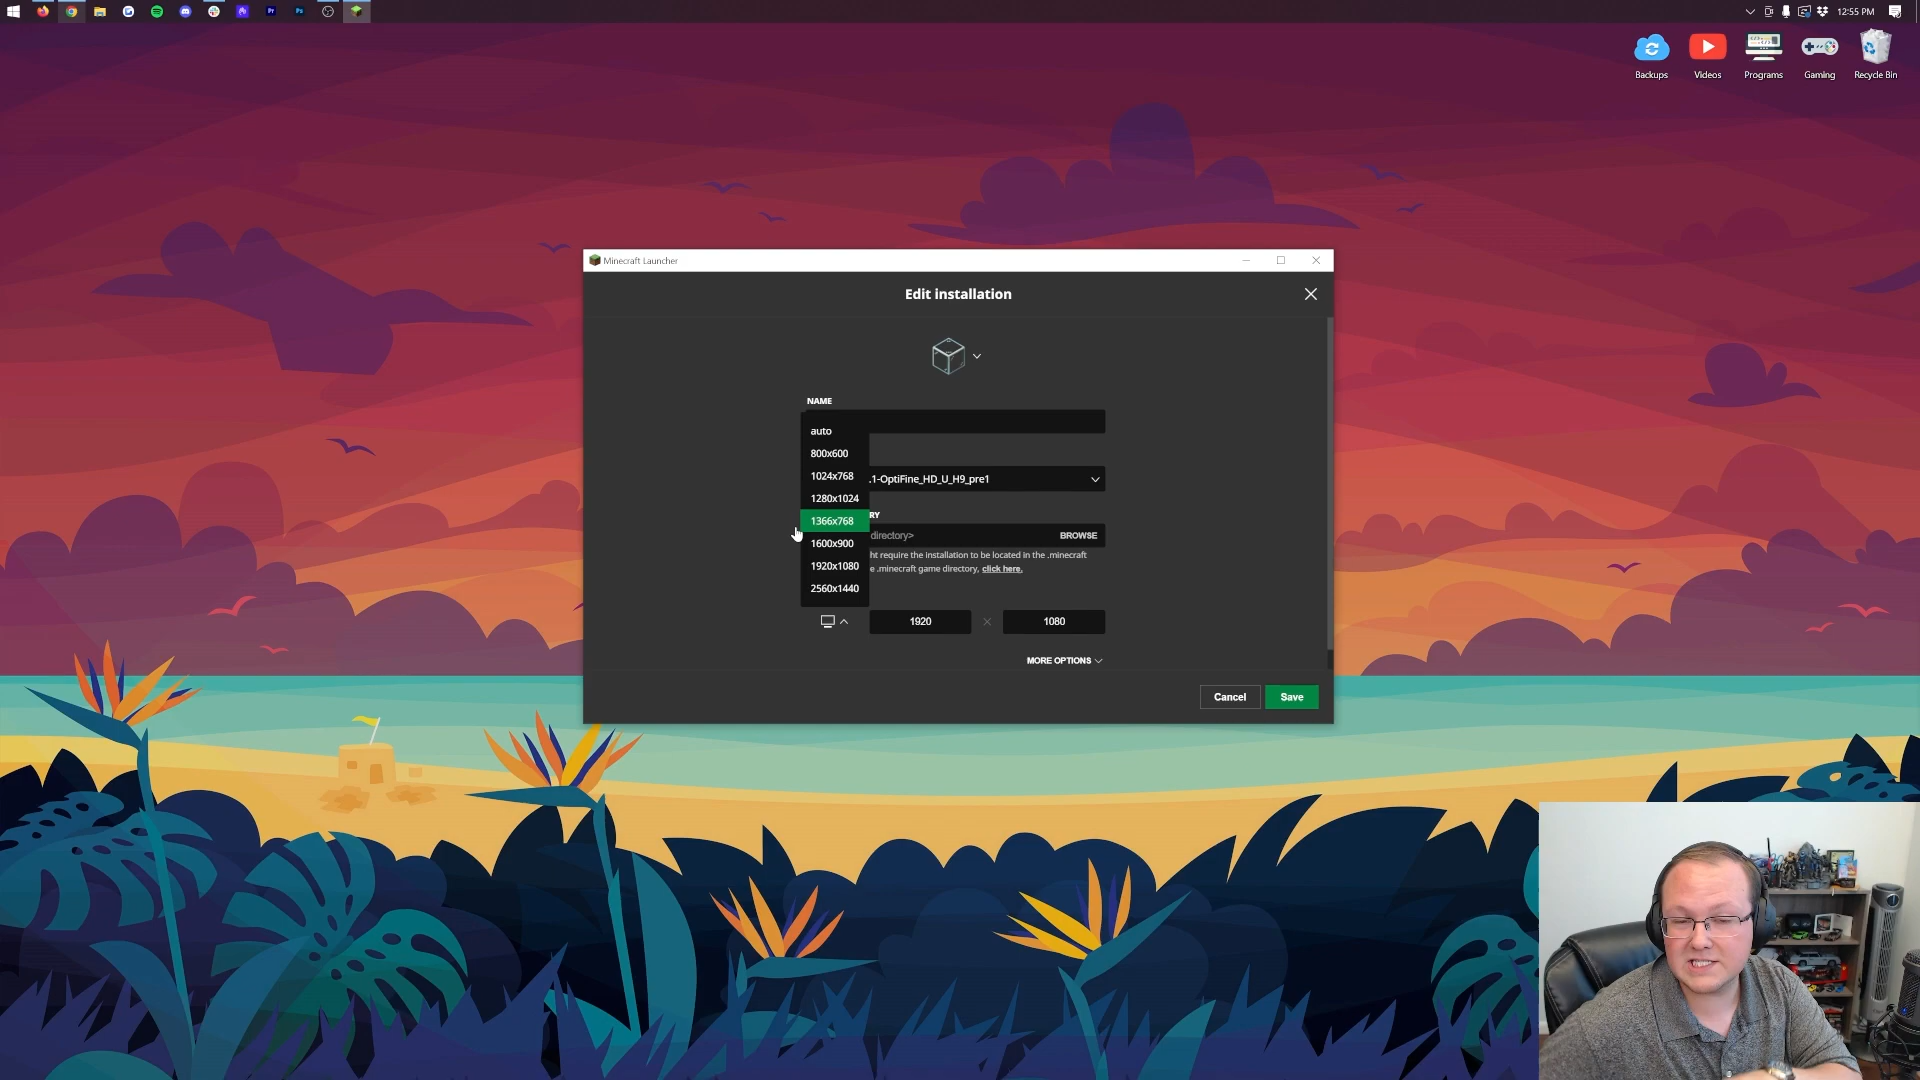 12:55 PM
Backups
Videos
Programs
Gaming
Recycle Bin
Minecraft Launcher
Edit installation
NAME
auto
800x600
1024x768
.1-OptiFine_HD_U_H9_pre1
1280x1024
RY
1366x768
directory>
BROWSE
1600x900
ht require the installation to be located in the .minecraft
1920x1080
e .minecraft game directory, click here.
2560x1440
1920
1080
MORE OPTIONS
Cancel
Save
Pr
Ps